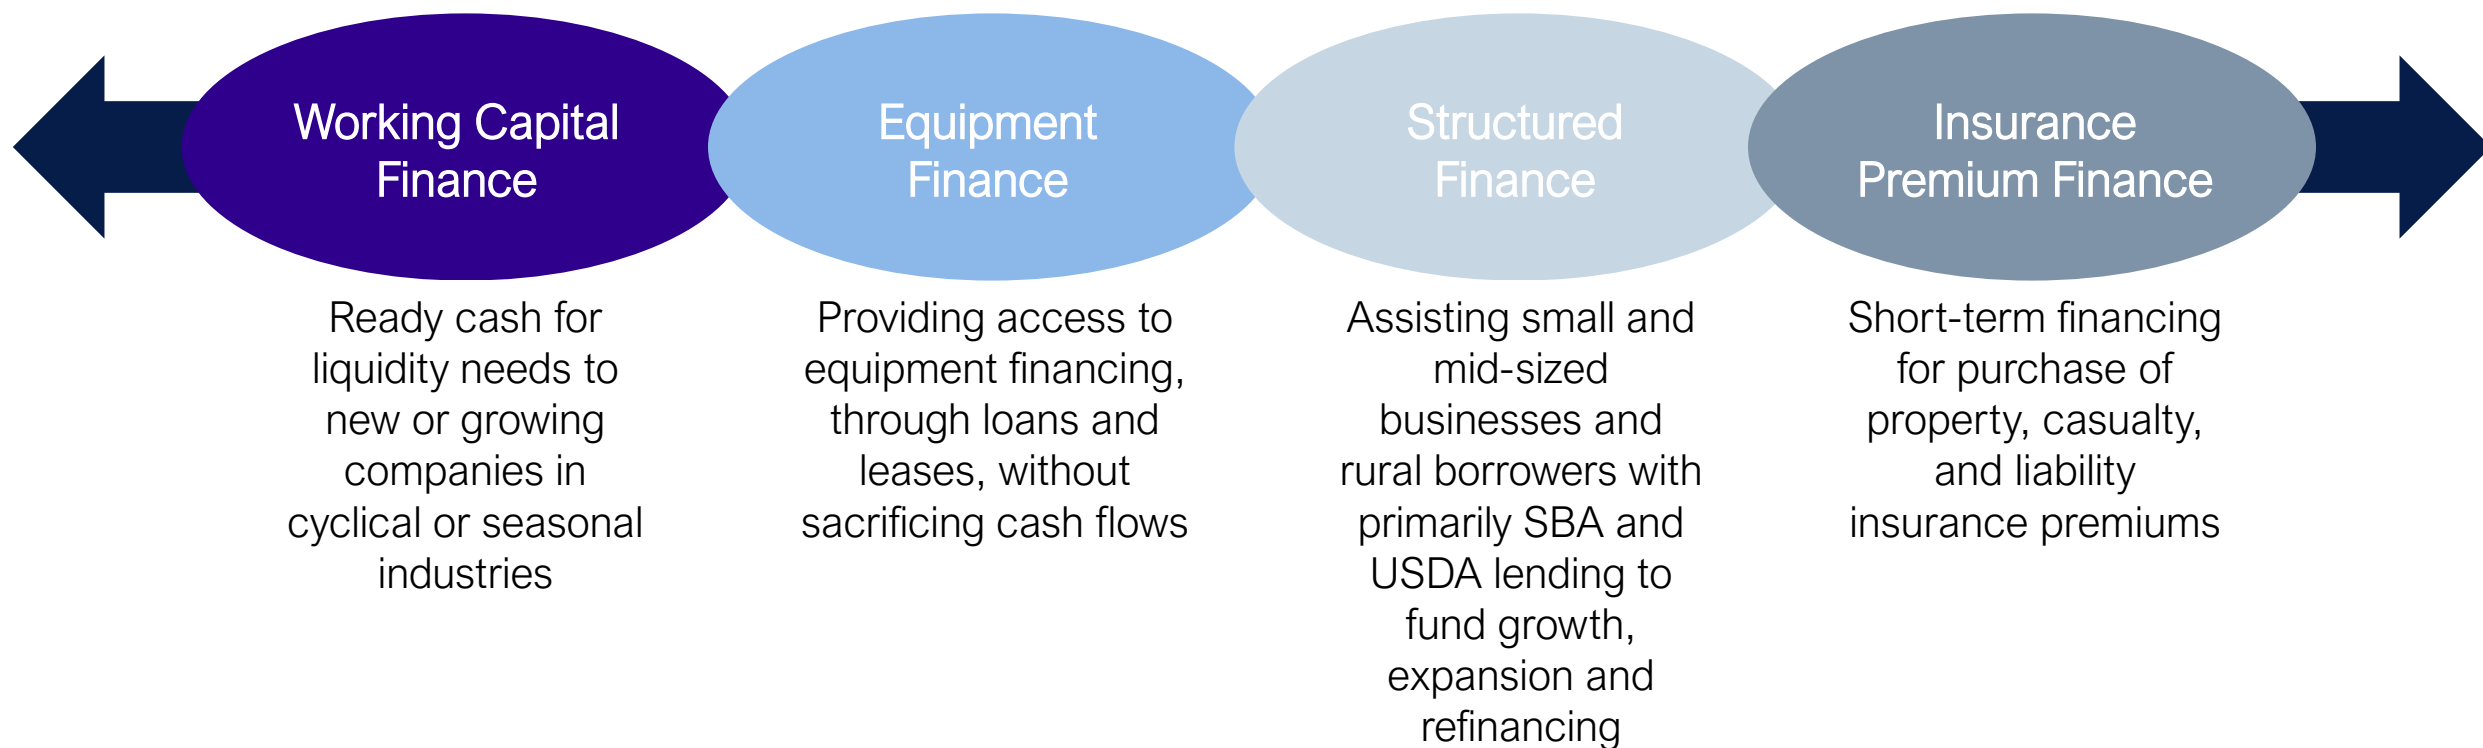 Working Capital
Finance
Equipment
Finance
Structured
Finance
Insurance
Premium Finance
Ready cash for
liquidity needs to
new or growing
companies in
cyclical or seasonal
industries
Providing access to
equipment financing,
through loans and
leases, without
sacrificing cash flows
Assisting small and
mid-sized
businesses and
rural borrowers with
primarily SBA and
USDA lending to
fund growth,
expansion and
refinancing
Short-term financing
for purchase of
property, casualty,
and liability
insurance premiums